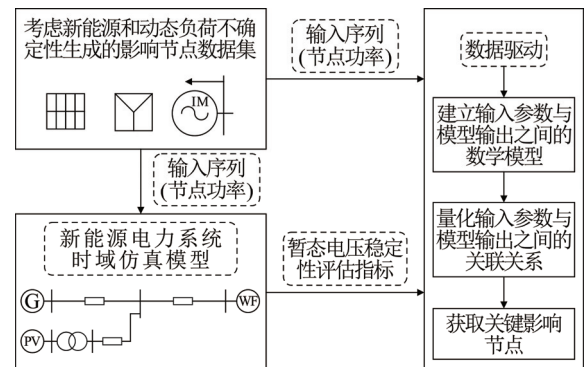 考虑新能源和动态负荷不确
定性生成的影响节点数据集
IM
输入序列
(节点功率)
输入序列
(节点功率)
新能源电力系统
时域仿真模型
G
WF
PV
暂态电压稳定
性评估指标
数据驱动
建立输入参数与
模型输出之间的
数学模型
量化输入参数与
模型输出之间的
关联关系
获取关键影响
节点